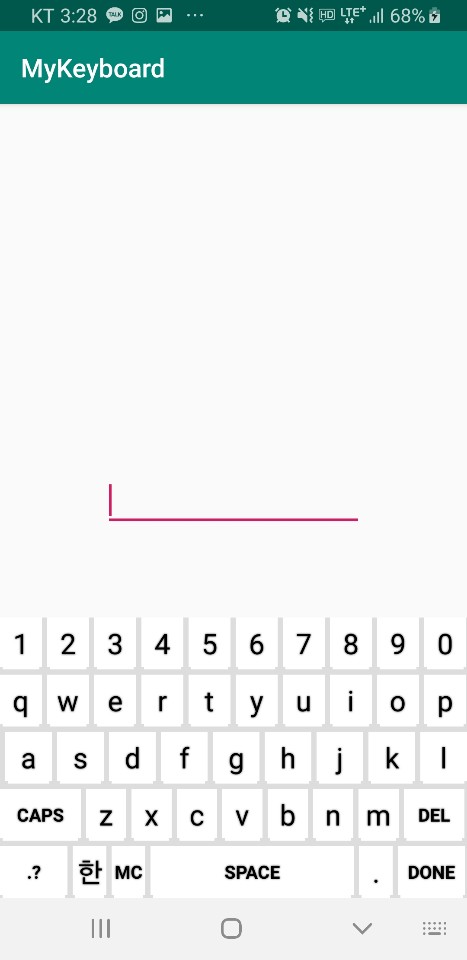 KT 3:28 TALK ... HD LTE+ 68%
MyKeyboard
1 2 3 4 5 6 7 8 9 0
q w e r t y u i o p
a s d f g h j k l
CAPS z x c v b n m DEL
.? 한 MC SPACE . DONE